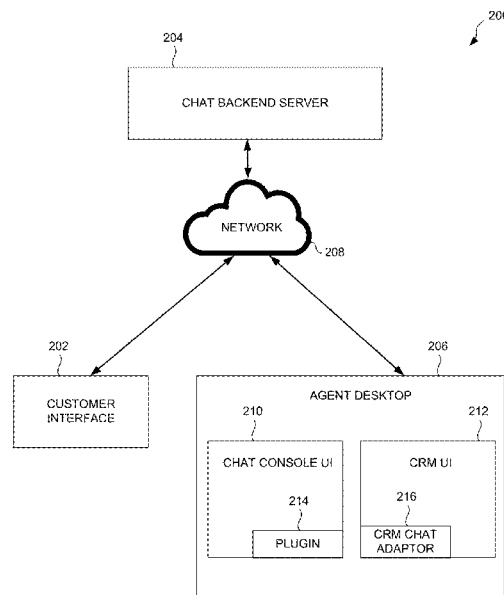 200
204
CHAT BACKEND SERVER
NETWORK
208
202
206
CUSTOMER
INTERFACE
AGENT DESKTOP
210
212
CHAT CONSOLE UI
CRM UI
214
216
PLUGIN
CRM CHAT
ADAPTOR